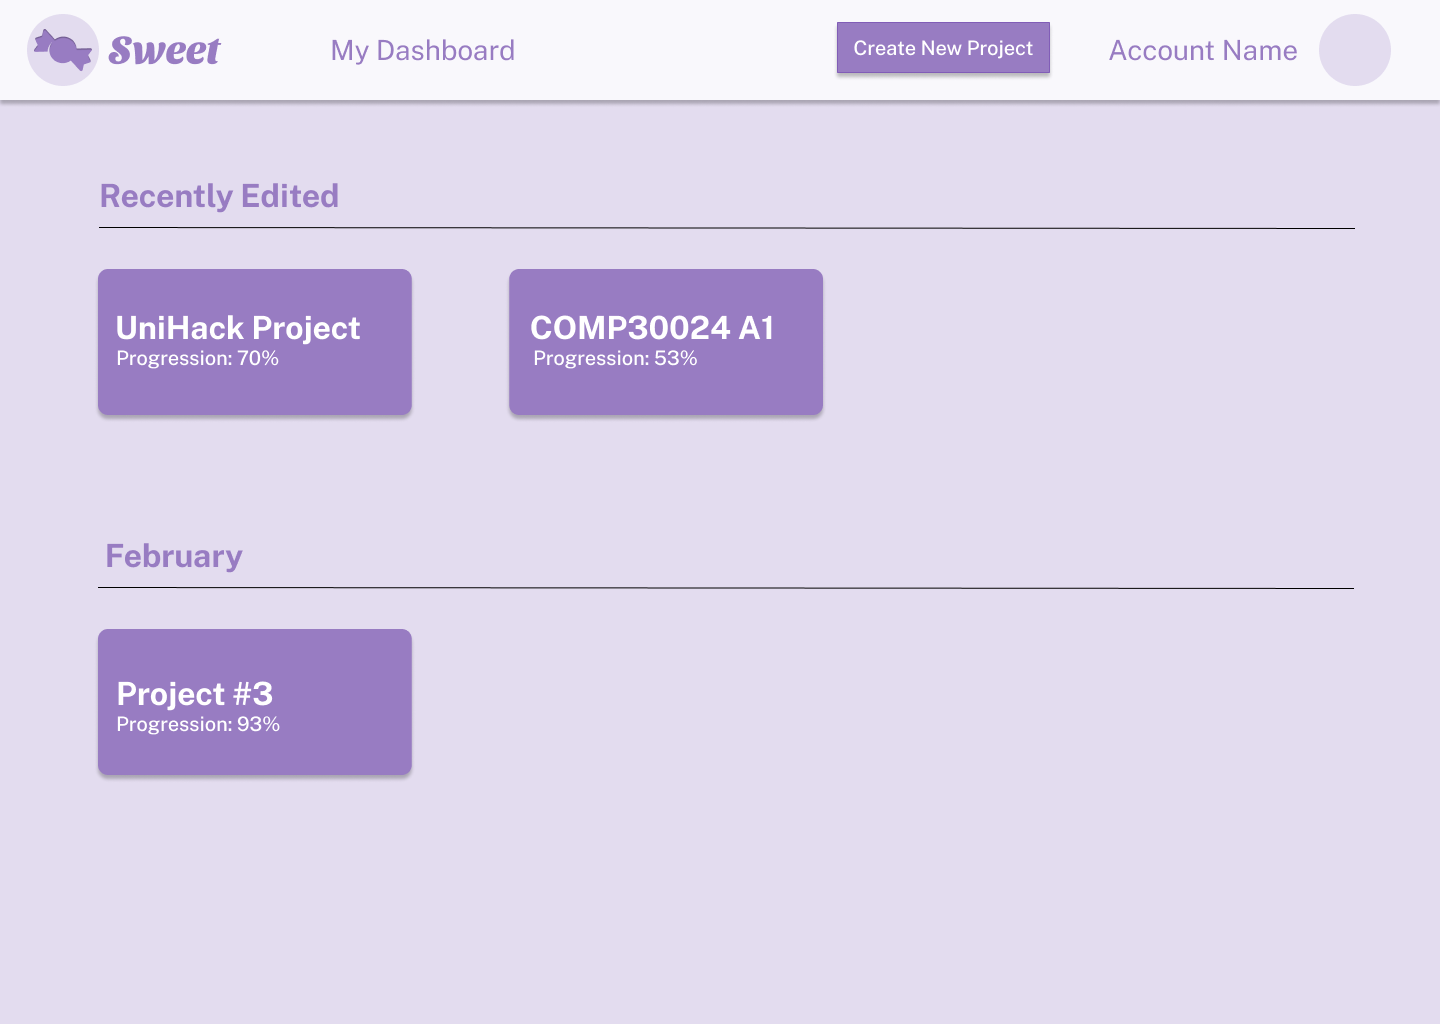 Sweet
My Dashboard
Create New Project
Account Name
Recently Edited
UniHack Project
Progression: 70%
COMP30024 A1
Progression: 53%
February
Project #3
Progression: 93%